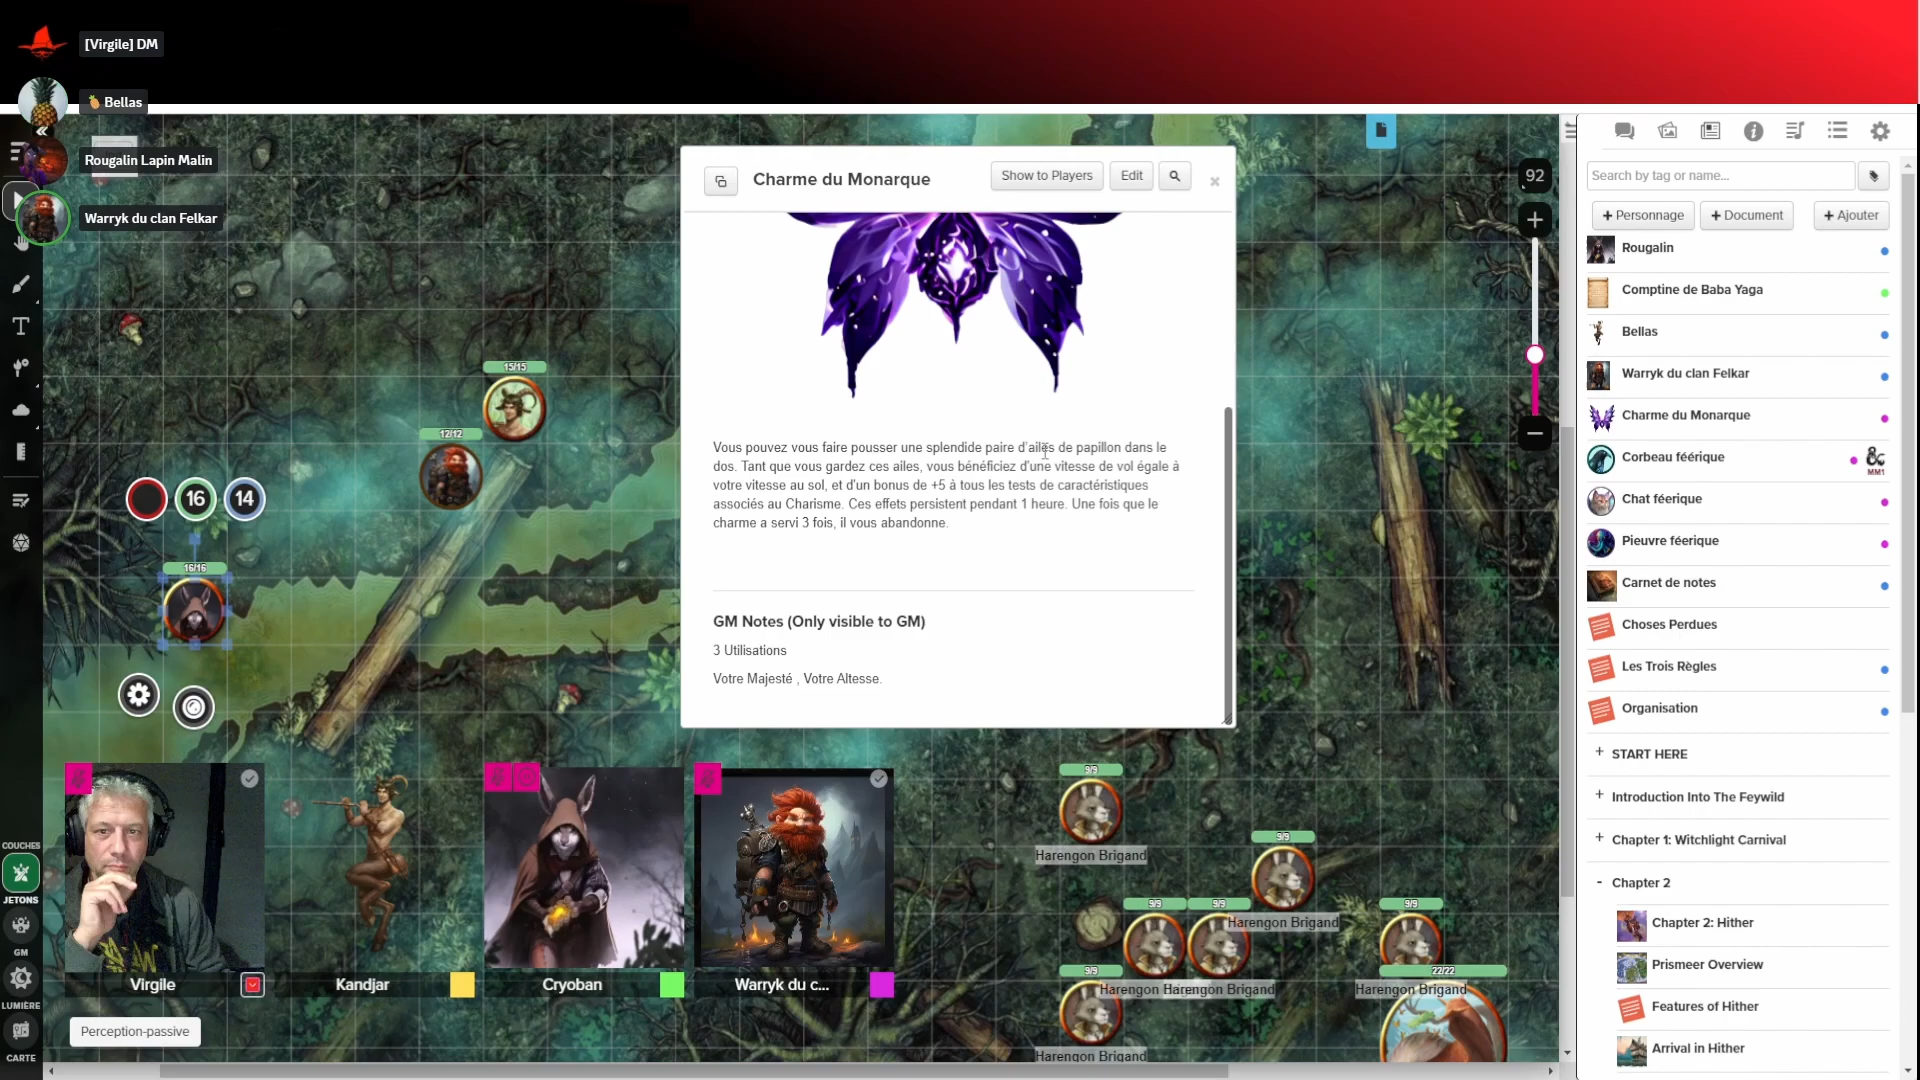 [Virgile] DM
Bellas
Rougalin Lapin Malin
Warryk du clan Felkar
Charme du Monarque
Show to Players
Edit
Vous pouvez vous faire pousser une splendide paire d'ailes de papillon dans le
dos. Tant que vous gardez ces ailes, vous bénéficiez d'une vitesse de vol égale à
votre vitesse au sol, et d'un bonus de +5 à tous les tests de caractéristiques
associés au Charisme. Ces effets persistent pendant 1 heure. Une fois que le
charme a servi 3 fois, il vous abandonne.
GM Notes (Only visible to GM)
3 Utilisations
Votre Majesté , Votre Altesse.
92
15/15
12/12
16
14
16/16
9/9
Harengon Brigand
9/9
Harengon Brigand
9/9
9/9
9/9
9/9
22/22
Harengon Brigand
Harengon Brigand
Harengon Brigand
Harengon Brigand
Virgile
Kandjar
Cryoban
Warryk du c...
Perception-passive
COUCHES
JETONS
GM
LUMIÈRE
CARTE
Search by tag or name...
+ Personnage
+ Document
+ Ajouter
Rougalin
Comptine de Baba Yaga
Bellas
Warryk du clan Felkar
Charme du Monarque
Corbeau féérique
MM1
Chat féerique
Pieuvre féerique
Carnet de notes
Choses Perdues
Les Trois Règles
Organisation
+ START HERE
+ Introduction Into The Feywild
+ Chapter 1: Witchlight Carnival
- Chapter 2
Chapter 2: Hither
Prismeer Overview
Features of Hither
Arrival in Hither